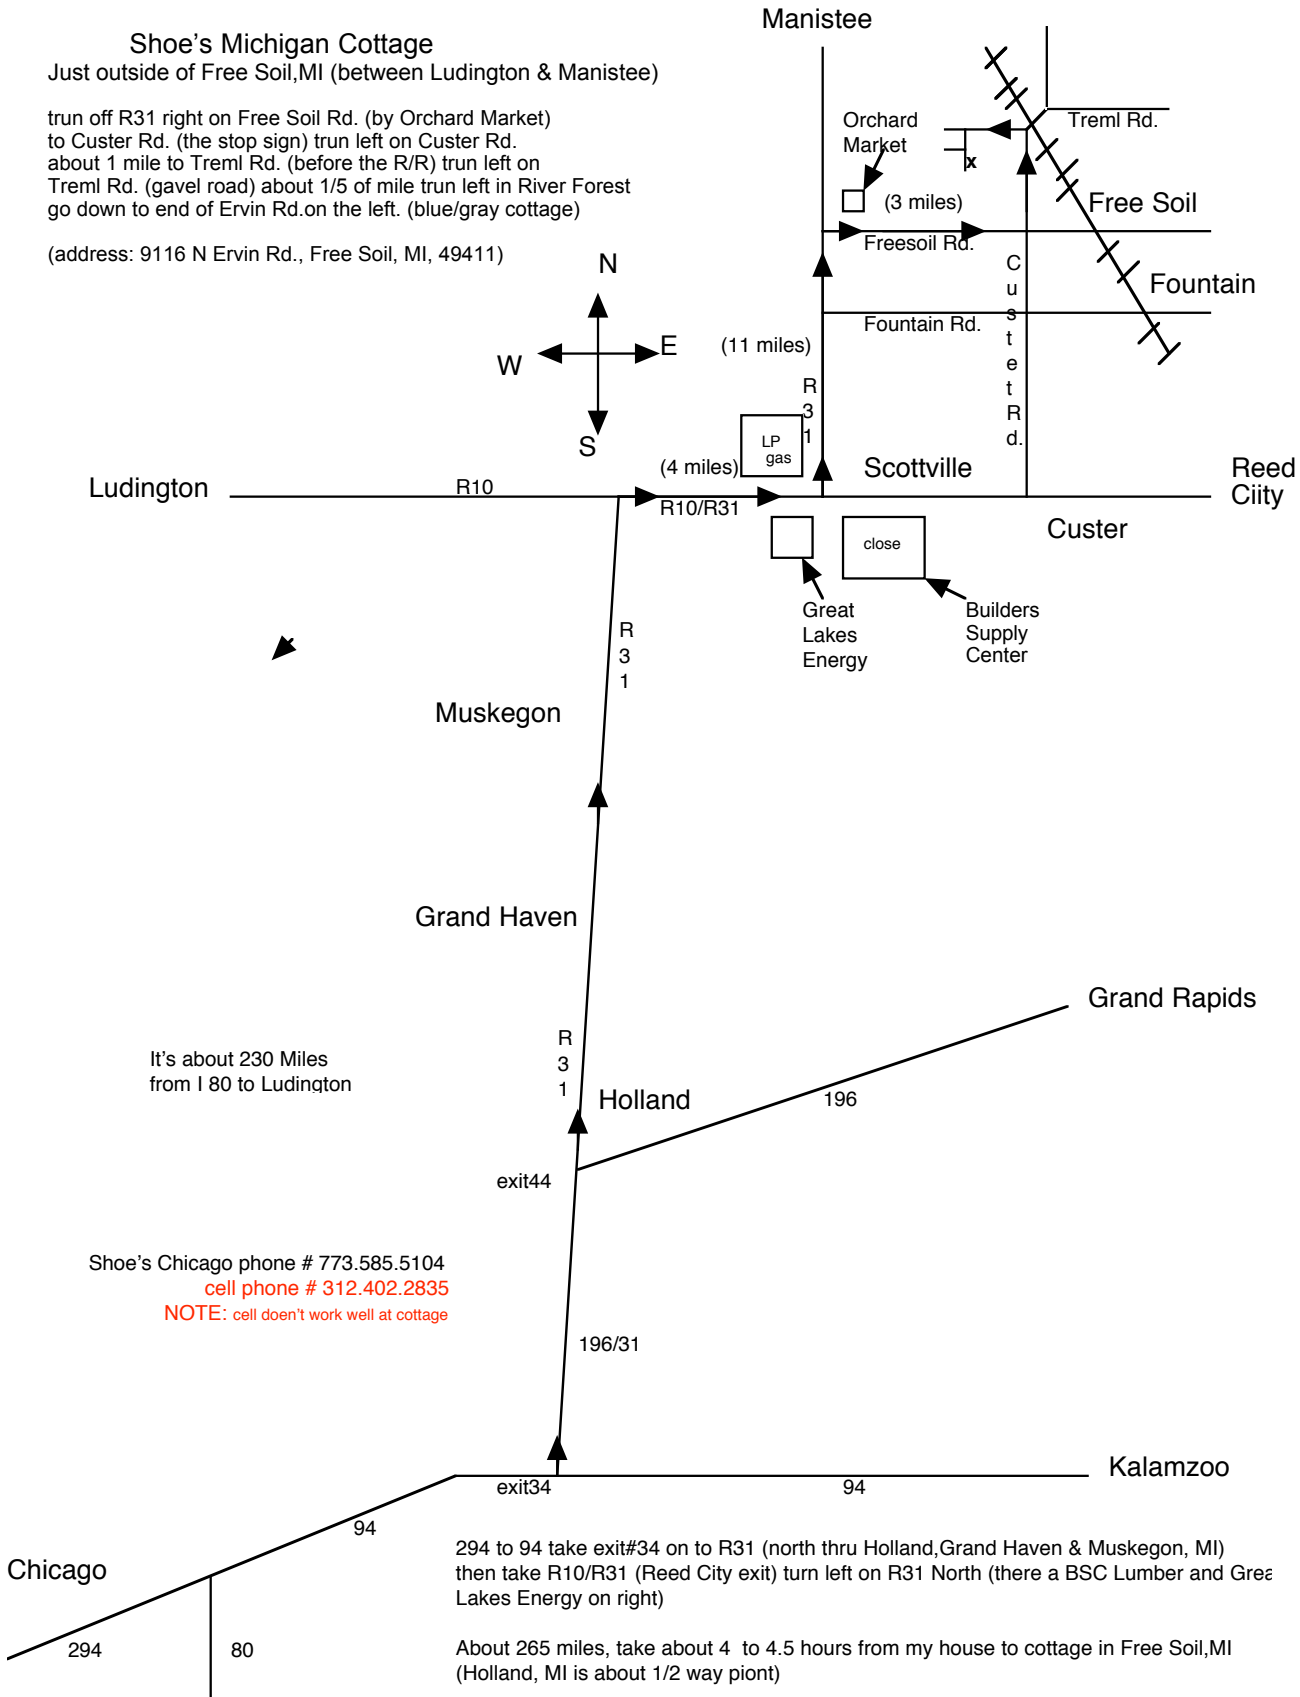 Shoe's Michigan Cottage
Just outside of Free Soil,MI (between Ludington & Manistee)
trun off R31 right on Free Soil Rd. (by Orchard Market)
to Custer Rd. (the stop sign) trun left on Custer Rd.
about 1 mile to Treml Rd. (before the R/R) trun left on
Treml Rd. (gavel road) about 1/5 of mile trun left in River Forest
go down to end of Ervin Rd.on the left. (blue/gray cottage)
(address: 9116 N Ervin Rd., Free Soil, MI, 49411)
Manistee
Orchard
Market
Treml Rd.
x
(3 miles)
Free Soil
Freesoil Rd.
Fountain
Fountain Rd.
C
u
s
t
e
t
R
d.
N
W
E
S
(11 miles)
R
3
1
LP
gas
(4 miles)
Scottville
Reed
Ciity
Ludington
R10
R10/R31
Custer
close
Great
Lakes
Energy
Builders
Supply
Center
R
3
1
Muskegon
Grand Haven
Grand Rapids
R
3
1
It's about 230 Miles
from I 80 to Ludington
Holland
196
exit44
Shoe's Chicago phone # 773.585.5104
cell phone # 312.402.2835
NOTE: cell doen't work well at cottage
196/31
Kalamzoo
exit34
94
94
Chicago
294
80
294 to 94 take exit#34 on to R31 (north thru Holland,Grand Haven & Muskegon, MI)
then take R10/R31 (Reed City exit) turn left on R31 North (there a BSC Lumber and Grea
Lakes Energy on right)
About 265 miles, take about 4 to 4.5 hours from my house to cottage in Free Soil,MI
(Holland, MI is about 1/2 way piont)